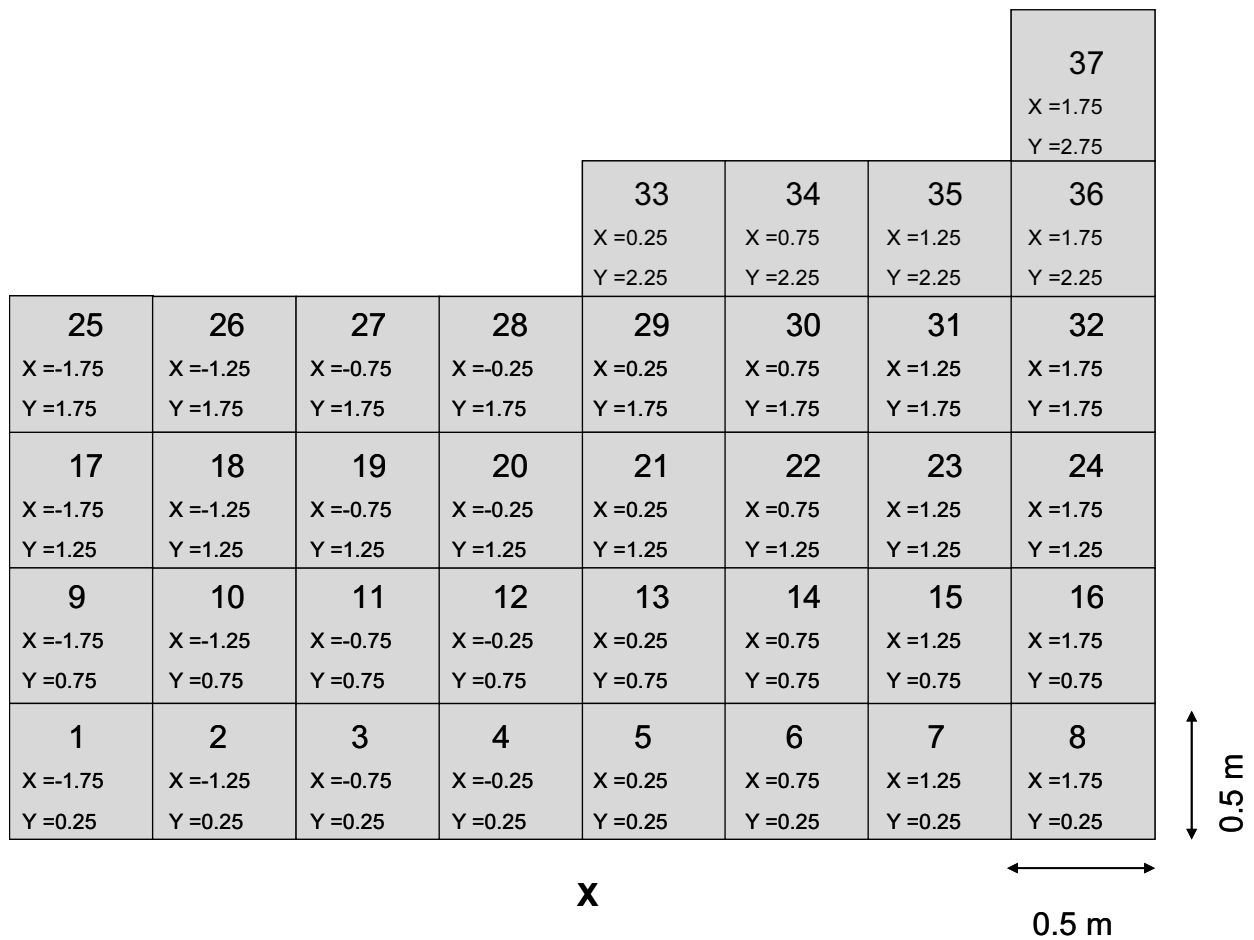 37
X =1.75
Y =2.75
33 34 35 36
X =0.25 X =0.75 X =1.25 X =1.75
Y =2.25 Y =2.25 Y =2.25 Y =2.25
25 26 27 28 29 30 31 32
X =-1.75 X =-1.25 X =-0.75 X =-0.25 X =0.25 X =0.75 X =1.25 X =1.75
Y =1.75 Y =1.75 Y =1.75 Y =1.75 Y =1.75 Y =1.75 Y =1.75 Y =1.75
17 18 19 20 21 22 23 24
X =-1.75 X =-1.25 X =-0.75 X =-0.25 X =0.25 X =0.75 X =1.25 X =1.75
Y =1.25 Y =1.25 Y =1.25 Y =1.25 Y =1.25 Y =1.25 Y =1.25 Y =1.25
9 10 11 12 13 14 15 16
X =-1.75 X =-1.25 X =-0.75 X =-0.25 X =0.25 X =0.75 X =1.25 X =1.75
Y =0.75 Y =0.75 Y =0.75 Y =0.75 Y =0.75 Y =0.75 Y =0.75 Y =0.75
1 2 3 4 5 6 7 8
X =-1.75 X =-1.25 X =-0.75 X =-0.25 X =0.25 X =0.75 X =1.25 X =1.75
Y =0.25 Y =0.25 Y =0.25 Y =0.25 Y =0.25 Y =0.25 Y =0.25 Y =0.25
0.5 m
X
0.5 m